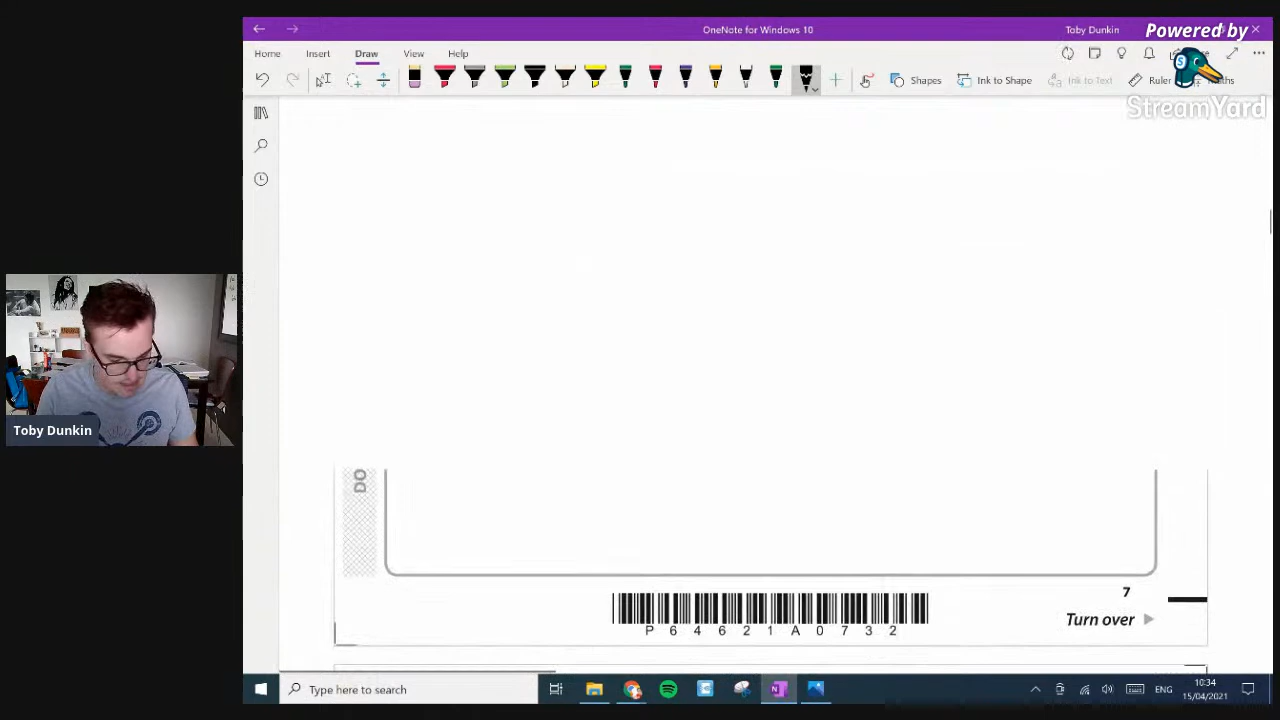 OneNote for Windows 10
Toby Dunkin
Powered by
StreamYard
Home
Insert
Draw
View
Help
Shapes
Ink to Shape
Ink to Text
Ruler
Toby Dunkin
DO
7
P 6 4 6 2 1 A 0 7 3 2
Turn over
Type here to search
ENG
10:34
15/04/2021